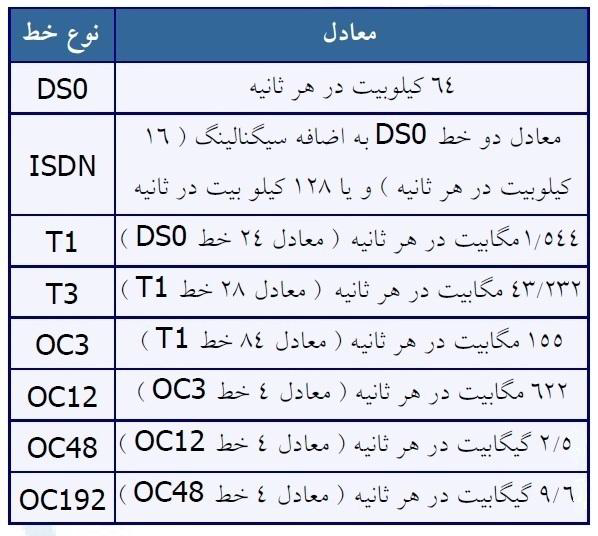 نوع خط معادل
DS0 ٦٤ کیلوبیت در هر ثانیه
ISDN معادل دو خط DS0 به اضافه سیگنالینگ ( ١٦
کیلوبیت در هر ثانیه ) و یا ١٢٨ کیلو بیت در ثانیه
T1 ١/٥٤٤مگابیت در هر ثانیه ( معادل ٢٤ خط DS0 )
T3 ٤٣/٢٣٢ مگابیت در هر ثانیه ( معادل ٢٨ خط T1 )
OC3 ١٥٥ مگابیت در هر ثانیه ( معادل ٨٤ خط T1 )
OC12 ٦٢٢ مگابیت در هر ثانیه ( معادل ٤ خط OC3 )
OC48 ٢/٥ گیگابیت در هر ثانیه ( معادل ٤ خط OC12 )
OC192 ٩/٦ گیگابیت در هر ثانیه ( معادل ٤ خط OC48 )